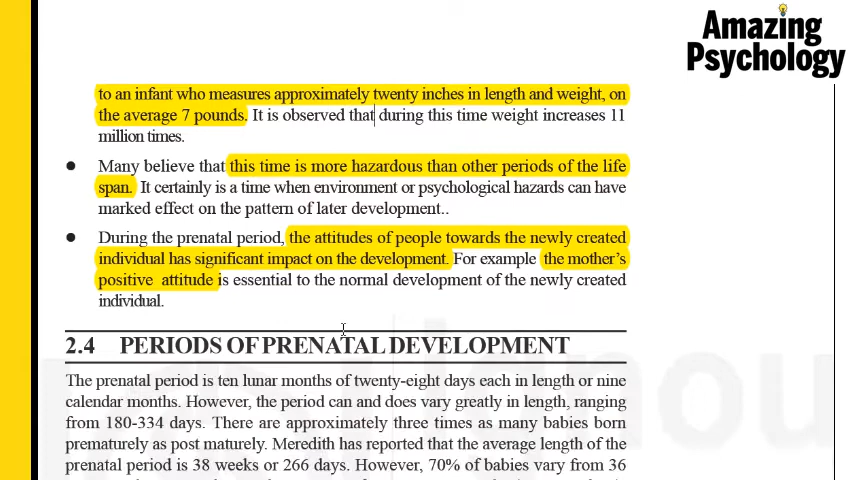 Amazing
Psychology
to an infant who measures approximately twenty inches in length and weight, on
the average 7 pounds. It is observed that during this time weight increases 11
million times.
● Many believe that this time is more hazardous than other periods of the life
span. It certainly is a time when environment or psychological hazards can have
marked effect on the pattern of later development..
● During the prenatal period, the attitudes of people towards the newly created
individual has significant impact on the development. For example the mother's
positive attitude is essential to the normal development of the newly created
individual.
2.4 PERIODS OF PRENATAL DEVELOPMENT
The prenatal period is ten lunar months of twenty-eight days each in length or nine
calendar months. However, the period can and does vary greatly in length, ranging
from 180-334 days. There are approximately three times as many babies born
prematurely as post maturely. Meredith has reported that the average length of the
prenatal period is 38 weeks or 266 days. However, 70% of babies vary from 36